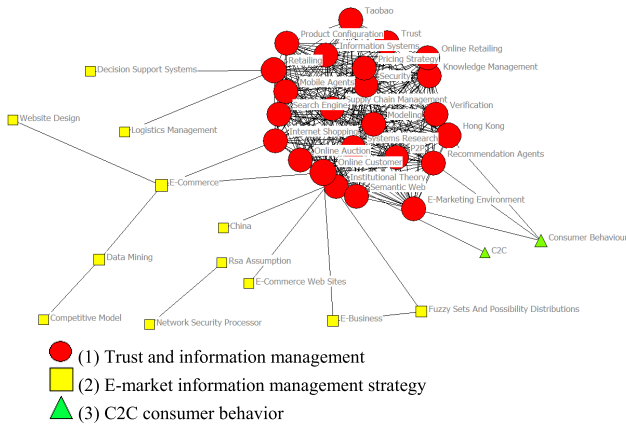 Taobao
Product Configuration
Trust
Information Systems
Online Retailing
Retailing
Pricing Strategy
Knowledge Management
Decision Support Systems
Security
Mobile Agents
Supply Chain Management
Search Engine
Verification
Website Design
Modeling
Logistics Management
Internet Shopping
Hong Kong
Systems Research
P2P
Online Auction
Recommendation Agents
Online Customer
Institutional Theory
E-Commerce
Semantic Web
E-Marketing Environment
China
Consumer Behaviour
C2C
Data Mining
Rsa Assumption
E-Commerce Web Sites
Fuzzy Sets And Possibility Distributions
Competitive Model
Network Security Processor
E-Business
(1) Trust and information management
(2) E-market information management strategy
(3) C2C consumer behavior